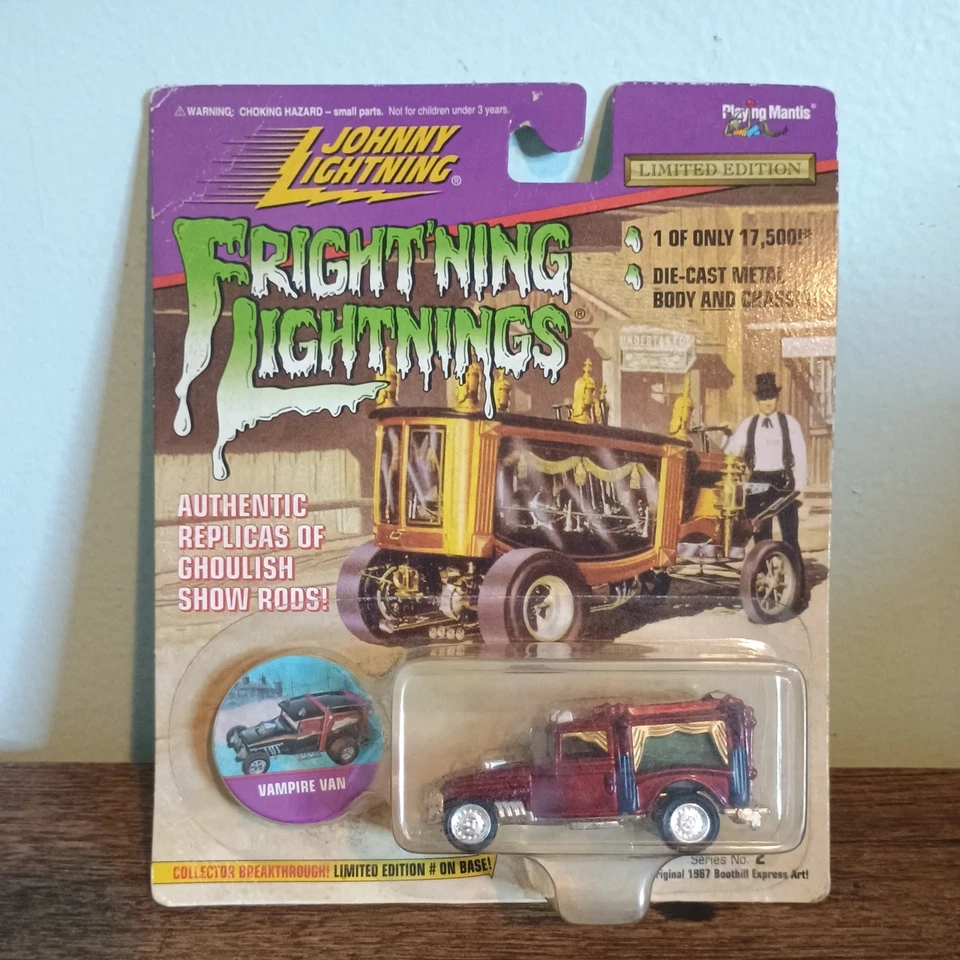 ⚠ WARNING: CHOKING HAZARD – small parts. Not for children under 3 years.
Playing Mantis®
JOHNNY
LIGHTNING®
LIMITED EDITION
FRIGHT'NING
LIGHTNINGS®
1 OF ONLY 17,500!*
DIE-CAST METAL
BODY AND CHASSIS!
UNDERTAKER
AUTHENTIC
REPLICAS OF
GHOULISH
SHOW RODS!
VAMPIRE VAN
COLLECTOR BREAKTHROUGH! LIMITED EDITION # ON BASE!
Series No. 2
riginal 1967 Boothill Express Art!